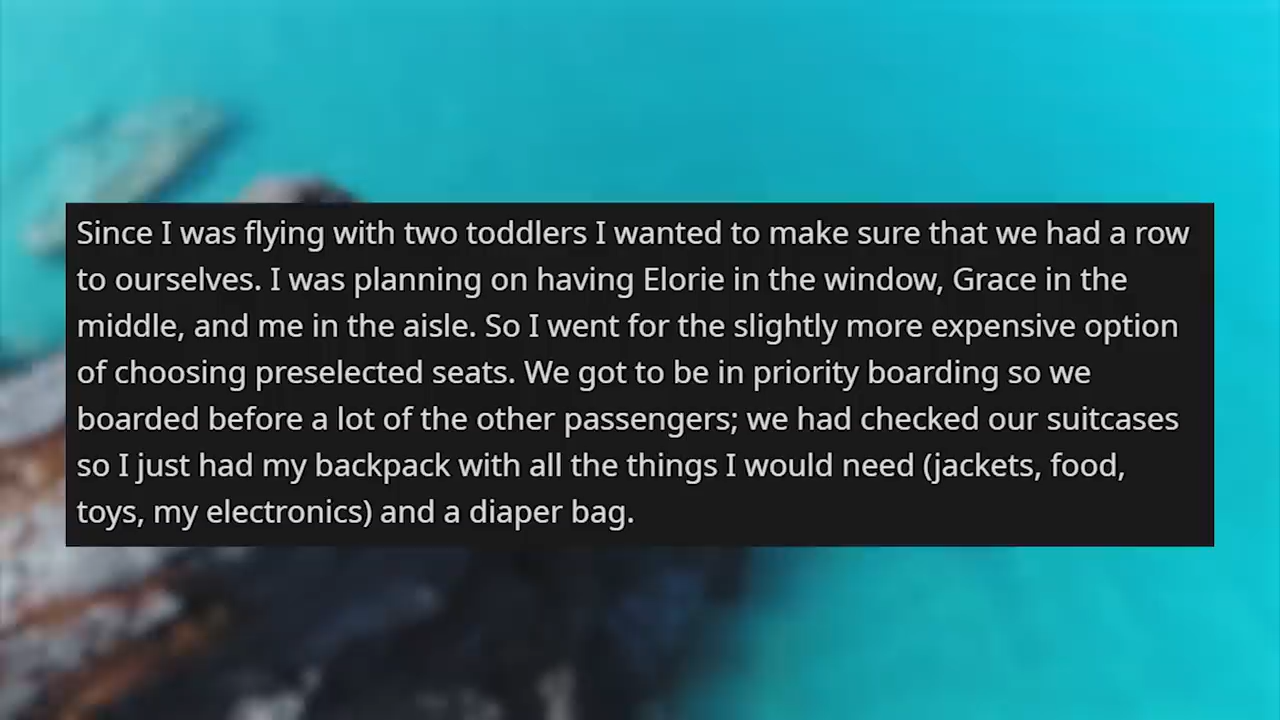 Since I was flying with two toddlers I wanted to make sure that we had a row
to ourselves. I was planning on having Elorie in the window, Grace in the
middle, and me in the aisle. So I went for the slightly more expensive option
of choosing preselected seats. We got to be in priority boarding so we
boarded before a lot of the other passengers; we had checked our suitcases
so I just had my backpack with all the things I would need (jackets, food,
toys, my electronics) and a diaper bag.